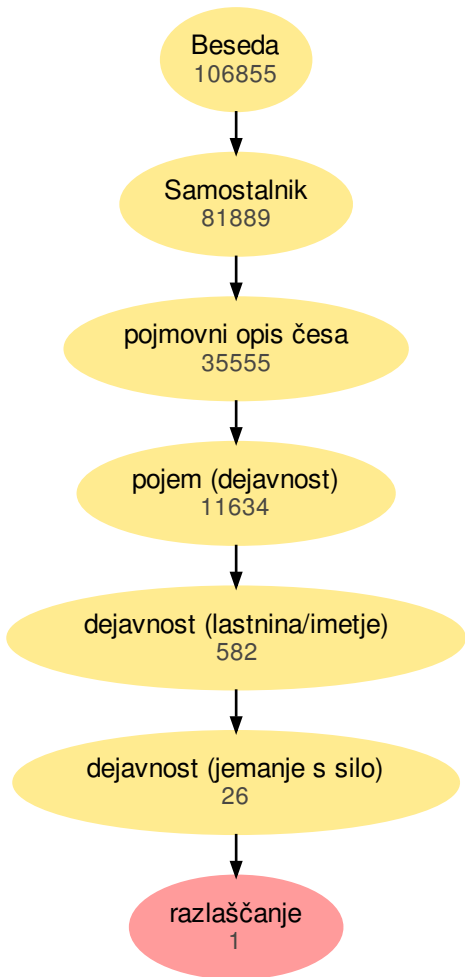 Beseda
106855
Samostalnik
81889
pojmovni opis česa
35555
pojem (dejavnost)
11634
dejavnost (lastnina/imetje)
582
dejavnost (jemanje s silo)
26
razlaščanje
1